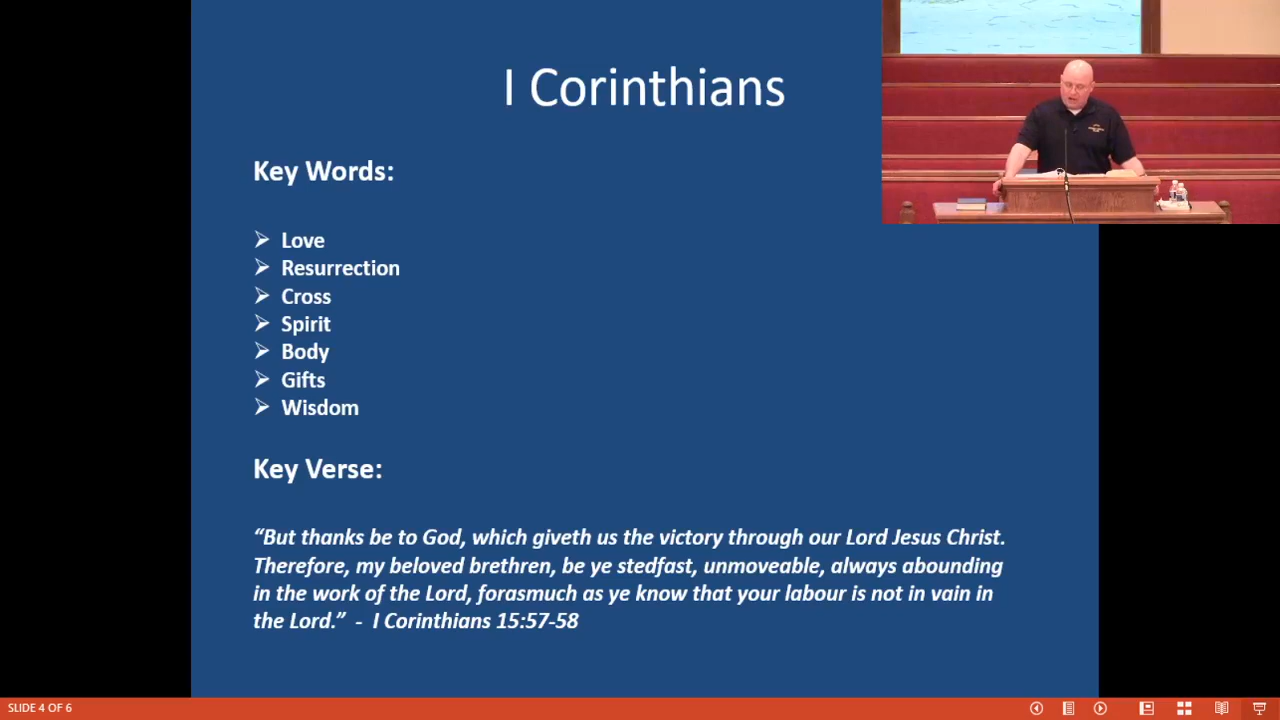 I Corinthians
Key Words:
➢ Love
➢ Resurrection
➢ Cross
➢ Spirit
➢ Body
➢ Gifts
➢ Wisdom
Key Verse:
“But thanks be to God, which giveth us the victory through our Lord Jesus Christ.
Therefore, my beloved brethren, be ye stedfast, unmoveable, always abounding
in the work of the Lord, forasmuch as ye know that your labour is not in vain in
the Lord.” - I Corinthians 15:57-58
SLIDE 4 OF 6